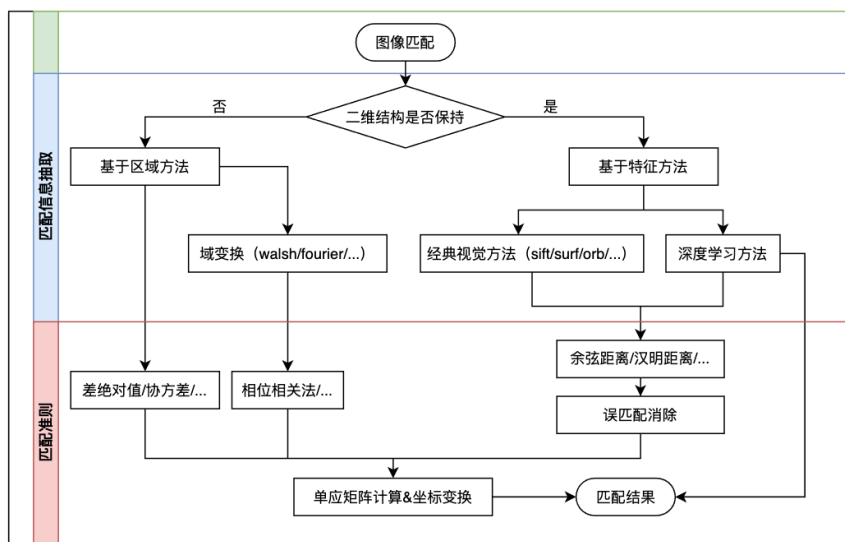 图像匹配
二维结构是否保持
否
是
匹配信息抽取
基于区域方法
基于特征方法
域变换（walsh/fourier/...）
经典视觉方法（sift/surf/orb/...）
深度学习方法
匹配准则
余弦距离/汉明距离/...
差绝对值/协方差/...
相位相关法/...
误匹配消除
单应矩阵计算&坐标变换
匹配结果